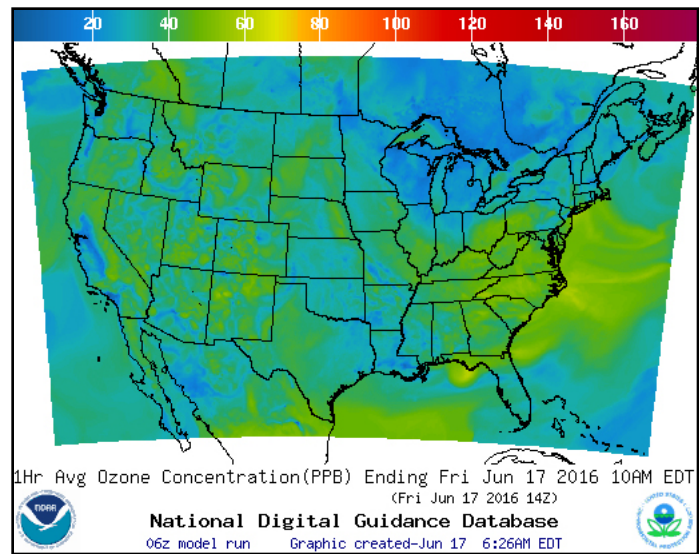 20 40 60 80 100 120 140 160
1Hr Avg Ozone Concentration(PPB) Ending Fri Jun 17 2016 10AM EDT
(Fri Jun 17 2016 14Z)
NOAA
National Digital Guidance Database
06z model run Graphic created-Jun 17 6:26AM EDT